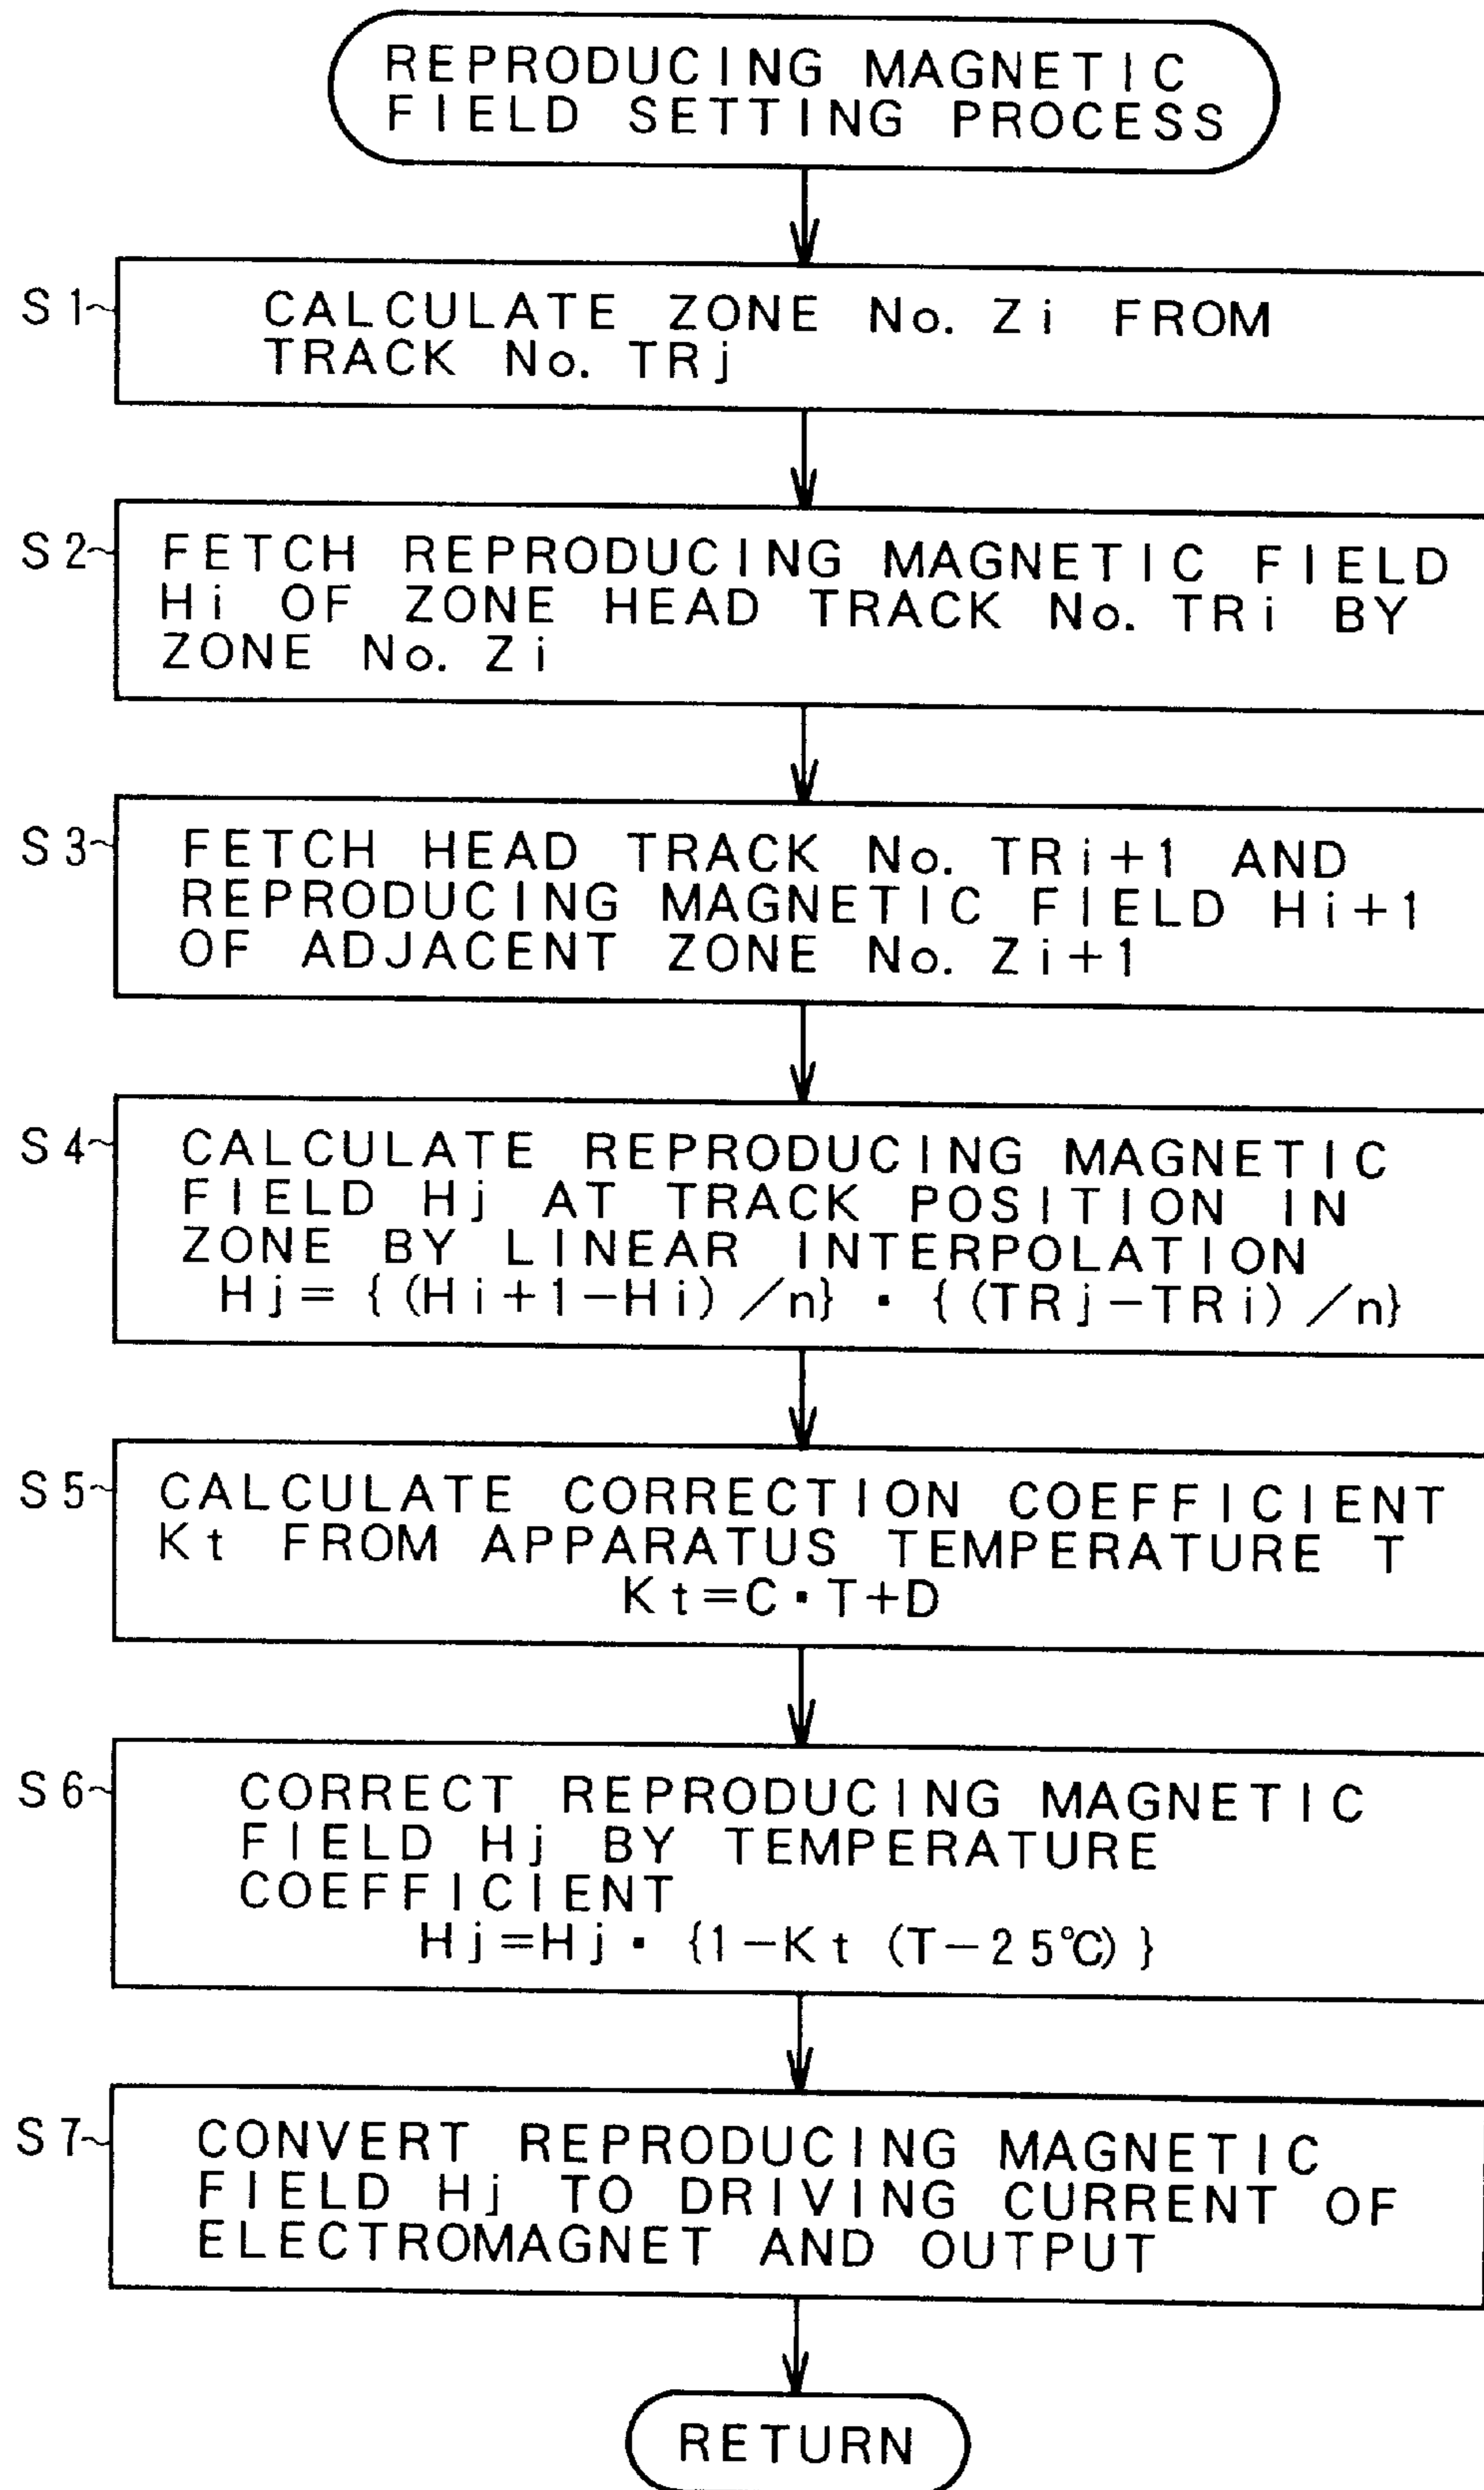 REPRODUCING MAGNETIC
FIELD SETTING PROCESS
S1
CALCULATE ZONE No. Zi FROM
TRACK No. TRj
S2
FETCH REPRODUCING MAGNETIC FIELD
Hi OF ZONE HEAD TRACK No. TRi BY
ZONE No. Zi
S3
FETCH HEAD TRACK No. TRi+1 AND
REPRODUCING MAGNETIC FIELD Hi+1
OF ADJACENT ZONE No. Zi+1
S4
CALCULATE REPRODUCING MAGNETIC
FIELD Hj AT TRACK POSITION IN
ZONE BY LINEAR INTERPOLATION
Hj={(Hi+1-Hi)/n}・{(TRj-TRi)/n}
S5
CALCULATE CORRECTION COEFFICIENT
Kt FROM APPARATUS TEMPERATURE T
Kt=C・T+D
S6
CORRECT REPRODUCING MAGNETIC
FIELD Hj BY TEMPERATURE
COEFFICIENT
Hj=Hj・{1-Kt(T-25℃)}
S7
CONVERT REPRODUCING MAGNETIC
FIELD Hj TO DRIVING CURRENT OF
ELECTROMAGNET AND OUTPUT
RETURN